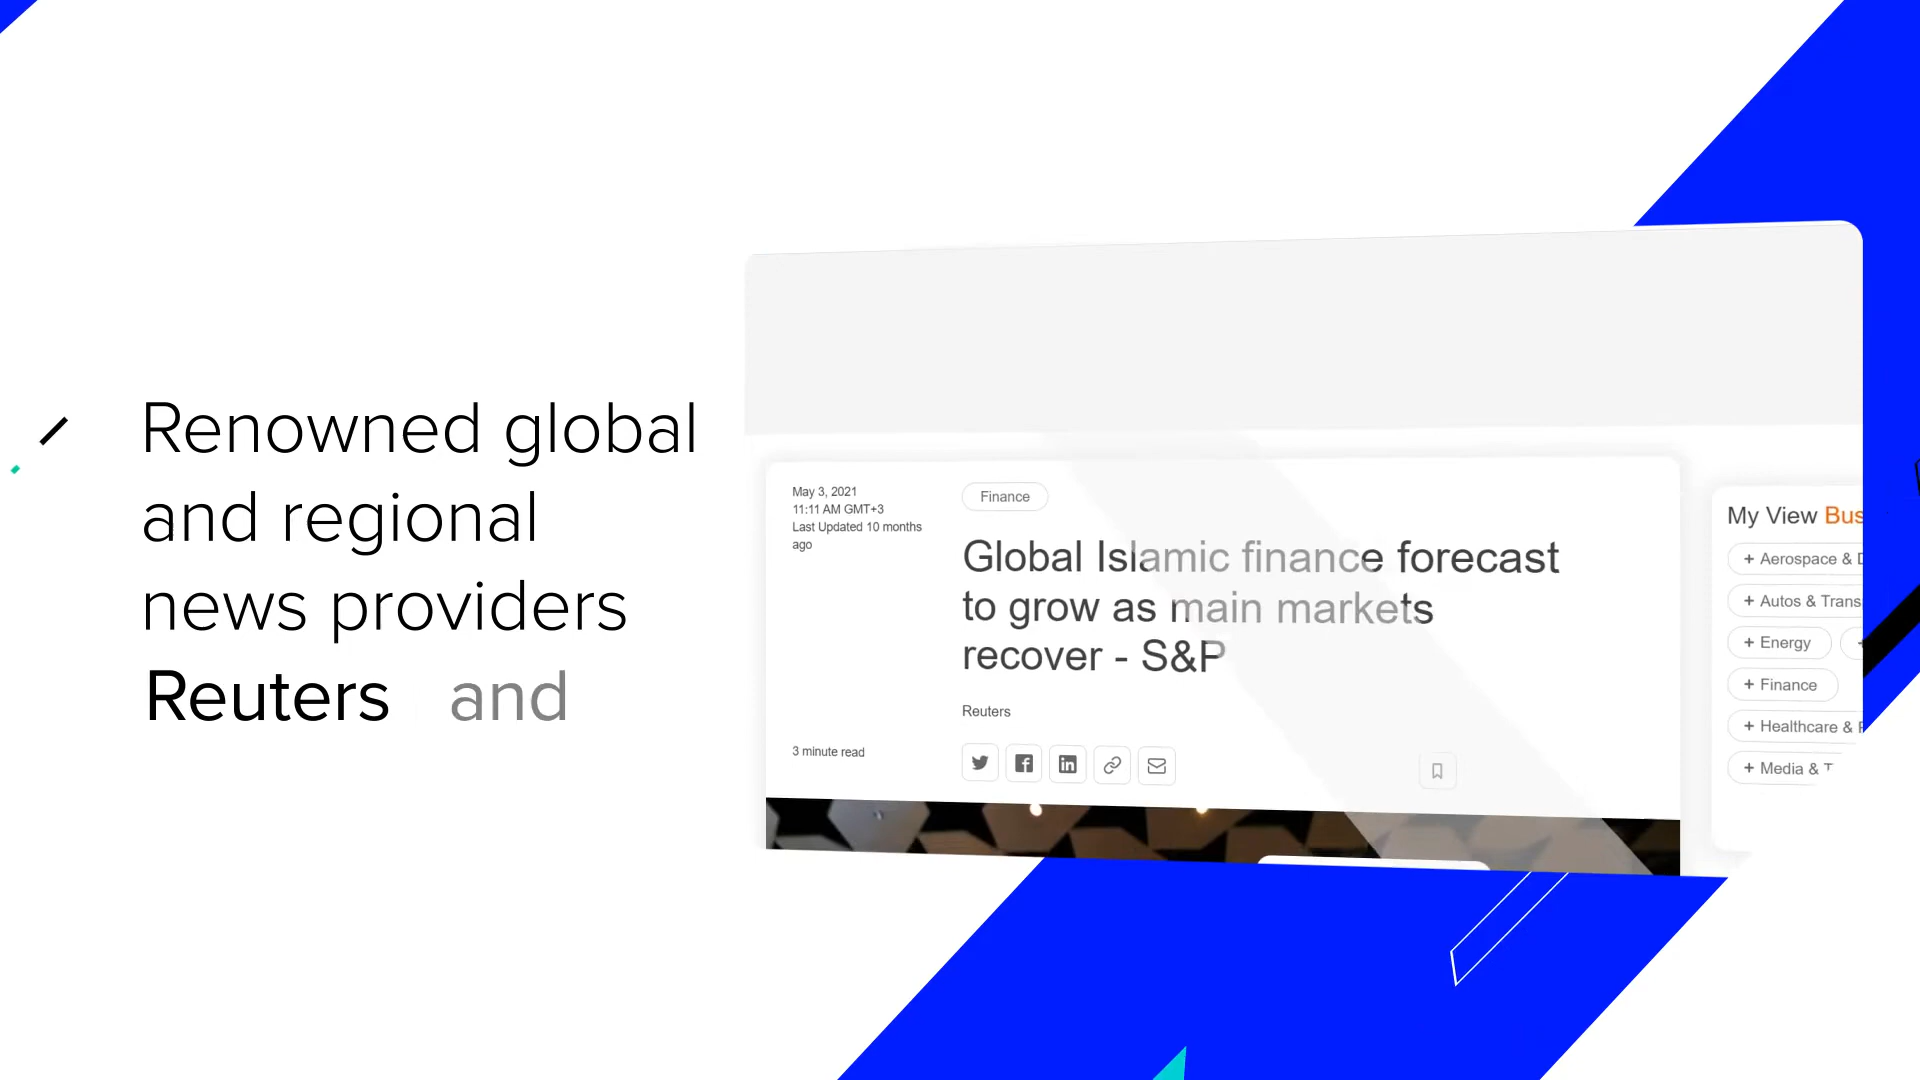 Renowned global
and regional
news providers
Reuters and
May 3, 2021
11:11 AM GMT+3
Last Updated 10 months
ago
Finance
Global Islamic finance forecast
to grow as main markets
recover - S&P
Reuters
3 minute read
My View Bus
+ Aerospace & D
+ Autos & Trans
+ Energy
+ Finance
+ Healthcare &
+ Media & T